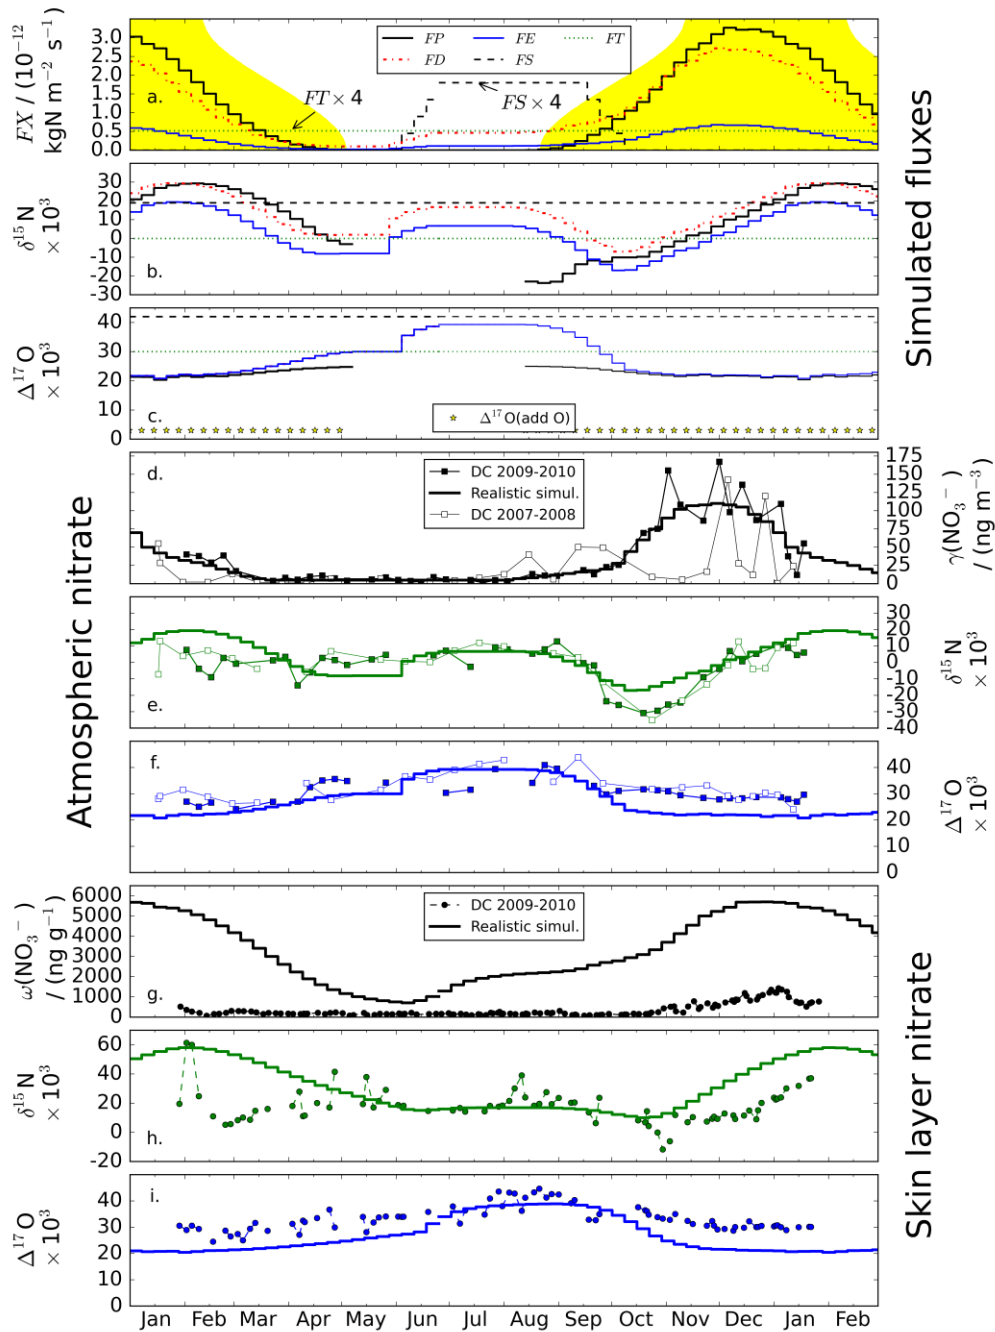 FX / (10⁻¹²
kgN m⁻² s⁻¹)
3.0
2.5
2.0
1.5
1.0
0.5
0.0
a.
FP
FE
FT
FD
FS
FT × 4
FS × 4
δ¹⁵N
× 10³
30
20
10
0
-10
-20
-30
b.
Δ¹⁷O
× 10³
40
30
20
10
0
c.
Δ¹⁷O(add O)
Simulated fluxes
d.
DC 2009-2010
Realistic simul.
DC 2007-2008
175
150
125
100
75
50
25
0
γ(NO₃⁻)
/ (ng m⁻³)
e.
30
20
10
0
-10
-20
-30
-40
δ¹⁵N
× 10³
f.
40
30
20
10
0
Δ¹⁷O
× 10³
Atmospheric nitrate
ω(NO₃⁻)
/ (ng g⁻¹)
6000
5000
4000
3000
2000
1000
0
g.
DC 2009-2010
Realistic simul.
δ¹⁵N
× 10³
60
40
20
0
-20
h.
Δ¹⁷O
× 10³
40
30
20
10
0
i.
Skin layer nitrate
Jan Feb Mar Apr May Jun Jul Aug Sep Oct Nov Dec Jan Feb